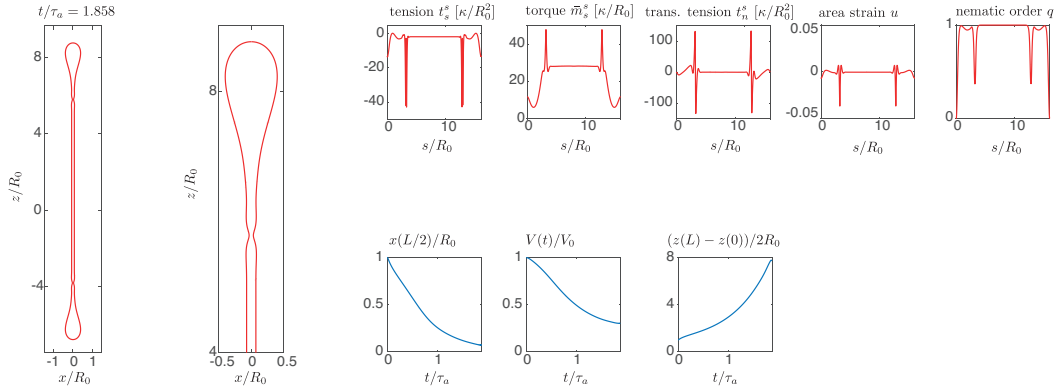 t/τ_a = 1.858
8
4
0
-4
z/R_0
-1 0 1
x/R_0
8
4
z/R_0
-0.5 0 0.5
x/R_0
tension t_s^s [κ/R_0^2]
0
-20
-40
0 10
s/R_0
torque m̄_s^s [κ/R_0]
40
20
0
0 10
s/R_0
trans. tension t_n^s [κ/R_0^2]
100
0
-100
0 10
s/R_0
area strain u
0.05
0
-0.05
0 10
s/R_0
nematic order q
1
0.5
0
0 10
s/R_0
x(L/2)/R_0
1
0.5
0
0 1
t/τ_a
V(t)/V_0
1
0.5
0
0 1
t/τ_a
(z(L) − z(0))/2R_0
8
4
0
0 1
t/τ_a